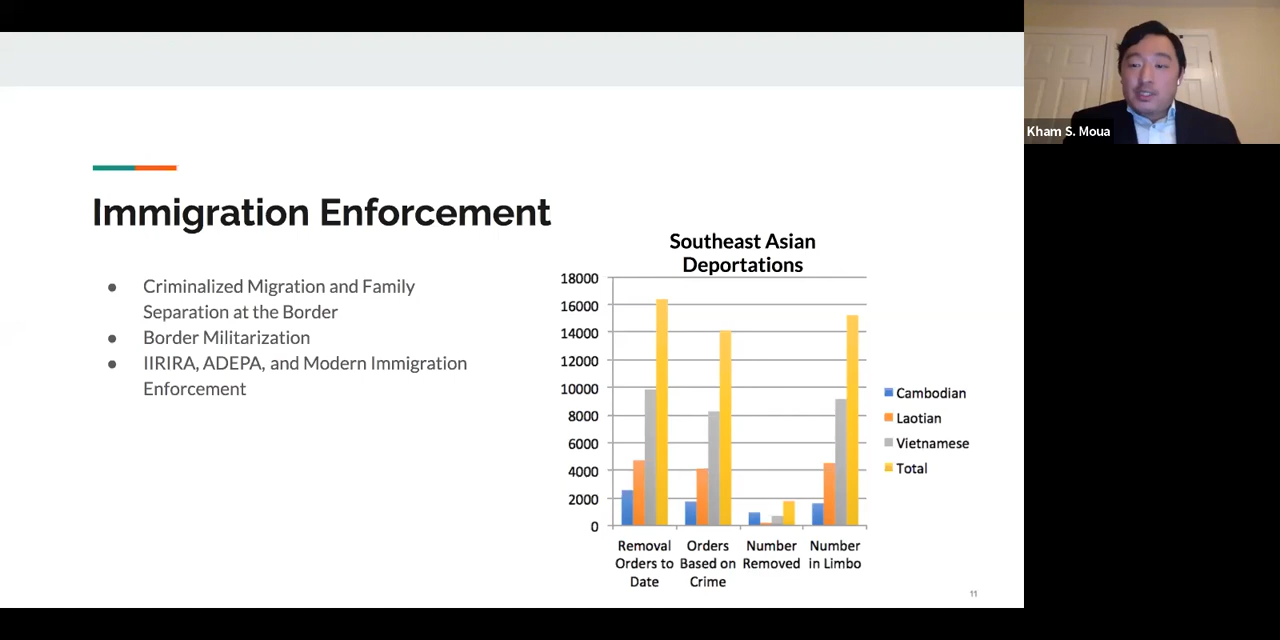 Kham S. Moua
Immigration Enforcement
● Criminalized Migration and Family
Separation at the Border
● Border Militarization
● IIRIRA, ADEPA, and Modern Immigration
Enforcement
Southeast Asian
Deportations
18000
16000
14000
12000
10000
8000
6000
4000
2000
0
Removal
Orders to
Date
Orders
Based on
Crime
Number
Removed
Number
in Limbo
Cambodian
Laotian
Vietnamese
Total
11